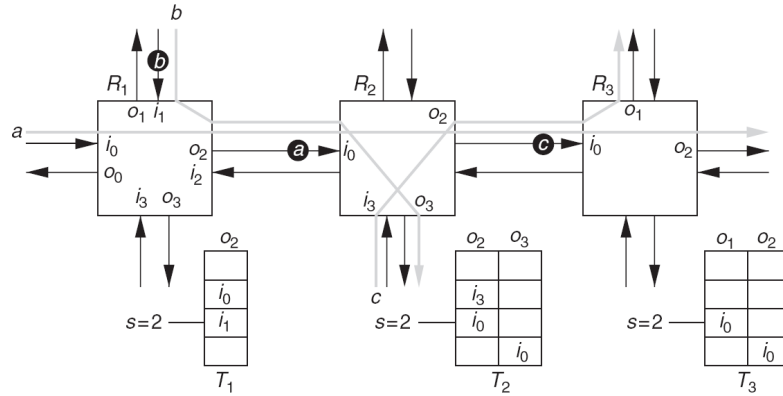 b
b
R1 R2 R3
o1 i1 o2 o1
a
i0 o2 a i0 c i0 o2
o0 i2
i3 o3 i3 o3
o2 c o2 o3 o1 o2
i0 i3
s=2 i1 s=2 i0 s=2 i0
i0 i0
T1 T2 T3